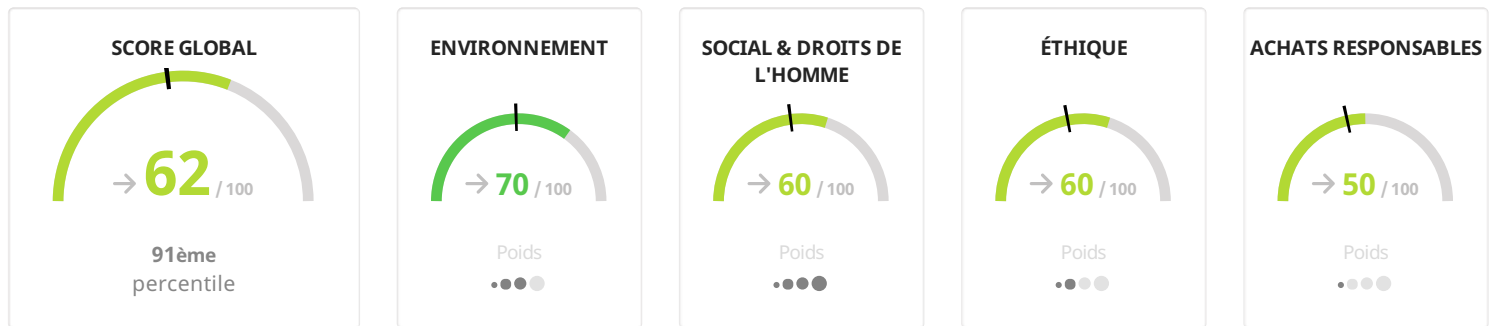 SCORE GLOBAL
→ 62 / 100
91ème
percentile
ENVIRONNEMENT
→ 70 / 100
Poids
SOCIAL & DROITS DE
L'HOMME
→ 60 / 100
Poids
ÉTHIQUE
→ 60 / 100
Poids
ACHATS RESPONSABLES
→ 50 / 100
Poids